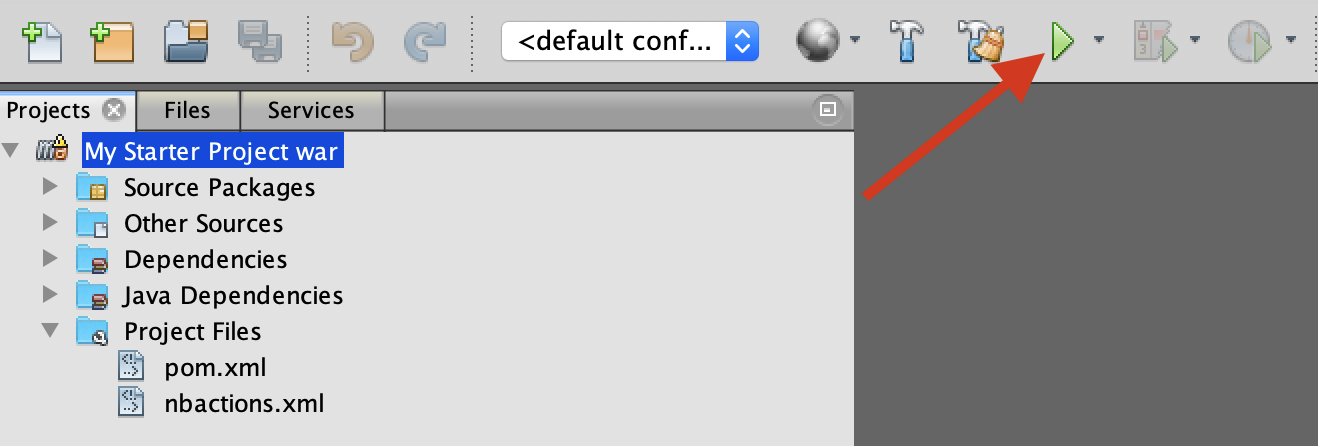 <default conf...
Projects Files Services
My Starter Project war
Source Packages
Other Sources
Dependencies
Java Dependencies
Project Files
pom.xml
nbactions.xml